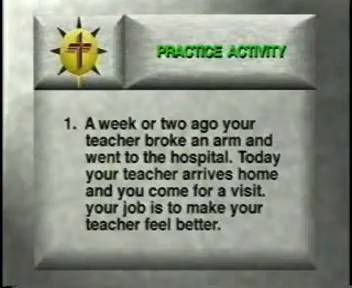 PRACTICE ACTIVITY
1. A week or two ago your
teacher broke an arm and
went to the hospital. Today
your teacher arrives home
and you come for a visit.
your job is to make your
teacher feel better.